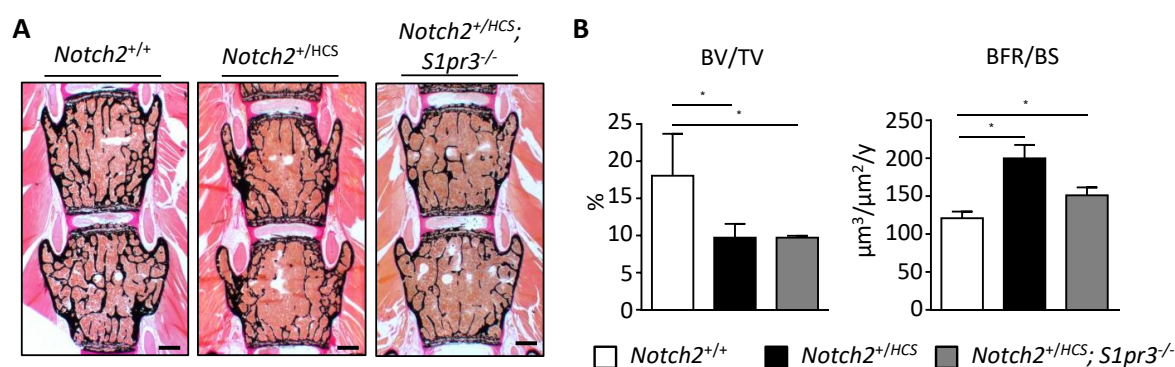 A
Notch2+/+
Notch2+/HCS
Notch2+/HCS;
S1pr3-/-
B
BV/TV
BFR/BS
*
*
*
*
25
20
15
10
5
0
%
250
200
150
100
50
0
µm3/µm2/y
Notch2+/+
Notch2+/HCS
Notch2+/HCS; S1pr3-/-